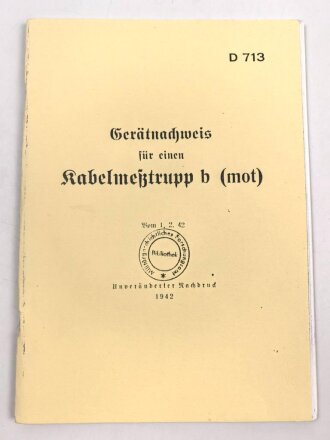 D 713
Gerätnachweis
für einen
Kabelmeßtrupp b (mot)
Vom 1. 2. 42
Bibliothek
Unveränderter Nachdruck
1942